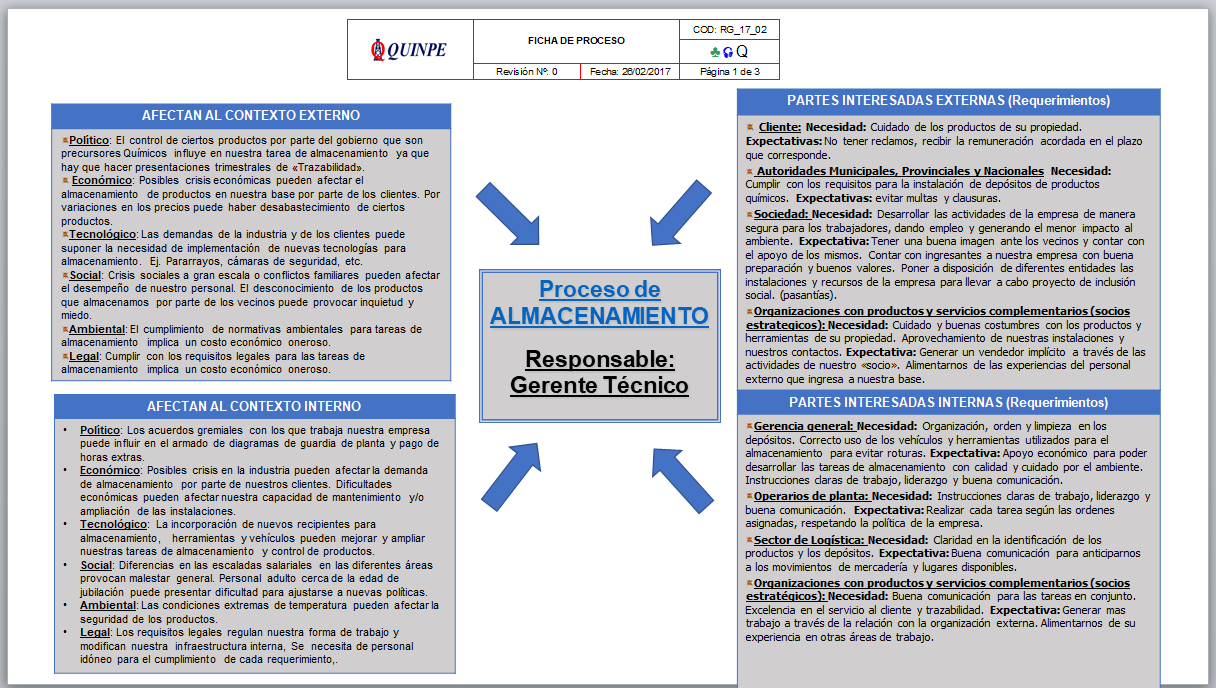 QUINPE
FICHA DE PROCESO
COD: RG_17_02
Q
Revisión Nº: 0
Fecha: 26/02/2017
Página 1 de 3
AFECTAN AL CONTEXTO EXTERNO
Político: El control de ciertos productos por parte del gobierno que son
precursores Químicos influye en nuestra tarea de almacenamiento ya que
hay que hacer presentaciones trimestrales de «Trazabilidad».
Económico: Posibles crisis económicas pueden afectar el
almacenamiento de productos en nuestra base por parte de los clientes. Por
variaciones en los precios puede haber desabastecimiento de ciertos
productos.
Tecnológico: Las demandas de la industria y de los clientes puede
suponer la necesidad de implementación de nuevas tecnologías para
almacenamiento. Ej. Pararrayos, cámaras de seguridad, etc.
Social: Crisis sociales a gran escala o conflictos familiares pueden afectar
el desempeño de nuestro personal. El desconocimiento de los productos
que almacenamos por parte de los vecinos puede provocar inquietud y
miedo.
Ambiental: El cumplimiento de normativas ambientales para tareas de
almacenamiento implica un costo económico oneroso.
Legal: Cumplir con los requisitos legales para las tareas de
almacenamiento implica un costo económico oneroso.
AFECTAN AL CONTEXTO INTERNO
• Político: Los acuerdos gremiales con los que trabaja nuestra empresa
puede influir en el armado de diagramas de guardia de planta y pago de
horas extras.
• Económico: Posibles crisis en la industria pueden afectar la demanda
de almacenamiento por parte de nuestros clientes. Dificultades
económicas pueden afectar nuestra capacidad de mantenimiento y/o
ampliación de las instalaciones.
• Tecnológico: La incorporación de nuevos recipientes para
almacenamiento, herramientas y vehículos pueden mejorar y ampliar
nuestras tareas de almacenamiento y control de productos.
• Social: Diferencias en las escaladas salariales en las diferentes áreas
provocan malestar general. Personal adulto cerca de la edad de
jubilación puede presentar dificultad para ajustarse a nuevas políticas.
• Ambiental: Las condiciones extremas de temperatura pueden afectar la
seguridad de los productos.
• Legal: Los requisitos legales regulan nuestra forma de trabajo y
modifican nuestra infraestructura interna, Se necesita de personal
idóneo para el cumplimiento de cada requerimiento,.
Proceso de
ALMACENAMIENTO
Responsable:
Gerente Técnico
PARTES INTERESADAS EXTERNAS (Requerimientos)
Cliente: Necesidad: Cuidado de los productos de su propiedad.
Expectativas: No tener reclamos, recibir la remuneración acordada en el plazo
que corresponde.
Autoridades Municipales, Provinciales y Nacionales Necesidad:
Cumplir con los requisitos para la instalación de depósitos de productos
químicos. Expectativas: evitar multas y clausuras.
Sociedad: Necesidad: Desarrollar las actividades de la empresa de manera
segura para los trabajadores, dando empleo y generando el menor impacto al
ambiente. Expectativa: Tener una buena imagen ante los vecinos y contar con
el apoyo de los mismos. Contar con ingresantes a nuestra empresa con buena
preparación y buenos valores. Poner a disposición de diferentes entidades las
instalaciones y recursos de la empresa para llevar a cabo proyecto de inclusión
social. (pasantías).
Organizaciones con productos y servicios complementarios (socios
estrategicos): Necesidad: Cuidado y buenas costumbres con los productos y
herramientas de su propiedad. Aprovechamiento de nuestras instalaciones y
nuestros contactos. Expectativa: Generar un vendedor implícito a través de las
actividades de nuestro «socio». Alimentarnos de las experiencias del personal
externo que ingresa a nuestra base.
PARTES INTERESADAS INTERNAS (Requerimientos)
Gerencia general: Necesidad: Organización, orden y limpieza en los
depósitos. Correcto uso de los vehículos y herramientas utilizados para el
almacenamiento para evitar roturas. Expectativa: Apoyo económico para poder
desarrollar las tareas de almacenamiento con calidad y cuidado por el ambiente.
Instrucciones claras de trabajo, liderazgo y buena comunicación.
Operarios de planta: Necesidad: Instrucciones claras de trabajo, liderazgo y
buena comunicación. Expectativa: Realizar cada tarea según las ordenes
asignadas, respetando la política de la empresa.
Sector de Logística: Necesidad: Claridad en la identificación de los
productos y los depósitos. Expectativa: Buena comunicación para anticiparnos
a los movimientos de mercadería y lugares disponibles.
Organizaciones con productos y servicios complementarios (socios
estratégicos): Necesidad: Buena comunicación para las tareas en conjunto.
Excelencia en el servicio al cliente y trazabilidad. Expectativa: Generar mas
trabajo a través de la relación con la organización externa. Alimentarnos de su
experiencia en otras áreas de trabajo.